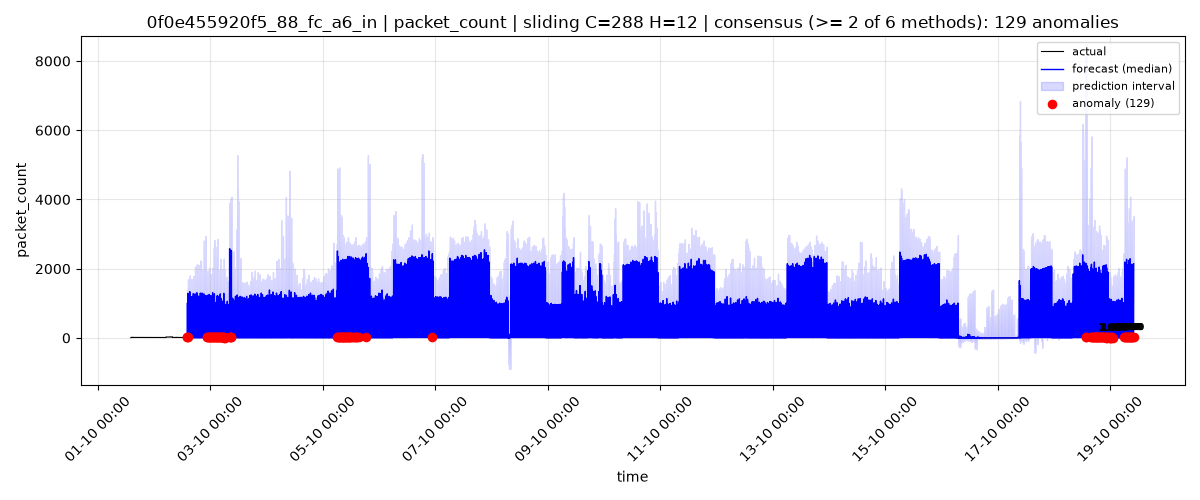 0f0e455920f5_88_fc_a6_in | packet_count | sliding C=288 H=12 | consensus (>= 2 of 6 methods): 129 anomalies
actual
forecast (median)
prediction interval
anomaly (129)
packet_count
8000
6000
4000
2000
0
01-10 00:00
03-10 00:00
05-10 00:00
07-10 00:00
09-10 00:00
11-10 00:00
13-10 00:00
15-10 00:00
17-10 00:00
19-10 00:00
time